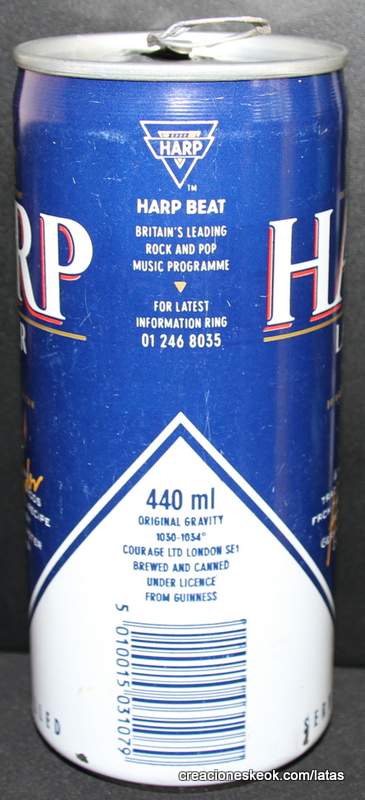 HARP
TM
HARP BEAT
BRITAIN'S LEADING
ROCK AND POP
MUSIC PROGRAMME
FOR LATEST
INFORMATION RING
01 246 8035
RP
H
440 ml
ORIGINAL GRAVITY
1030-1034°
COURAGE LTD LONDON SE1
BREWED AND CANNED
UNDER LICENCE
FROM GUINNESS
5 010015 031079
creacioneskeok.com/latas